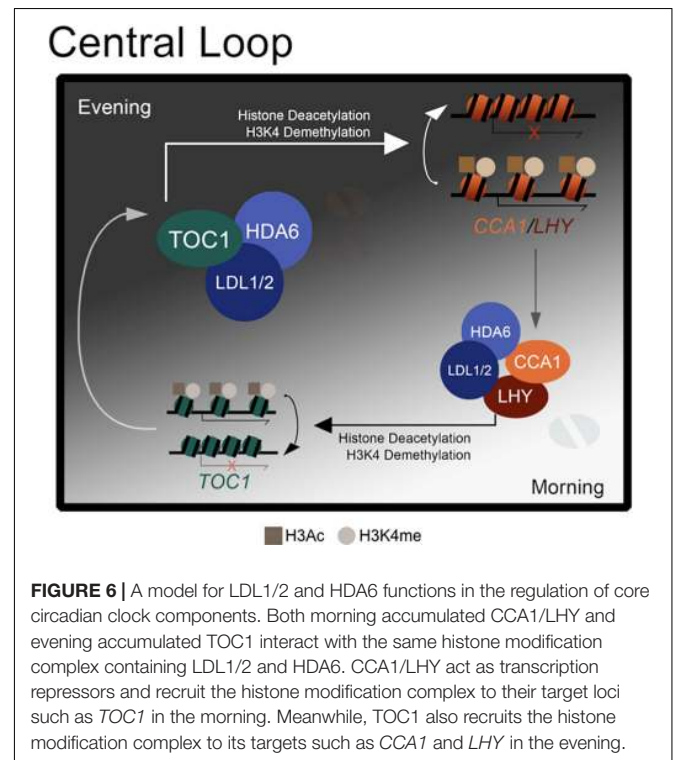 Central Loop
Evening
Histone Deacetylation
H3K4 Demethylation
X
CCA1/LHY
TOC1
HDA6
LDL1/2
HDA6
LDL1/2
CCA1
LHY
Histone Deacetylation
H3K4 Demethylation
X
TOC1
Morning
H3Ac H3K4me
FIGURE 6 | A model for LDL1/2 and HDA6 functions in the regulation of core
circadian clock components. Both morning accumulated CCA1/LHY and
evening accumulated TOC1 interact with the same histone modification
complex containing LDL1/2 and HDA6. CCA1/LHY act as transcription
repressors and recruit the histone modification complex to their target loci
such as TOC1 in the morning. Meanwhile, TOC1 also recruits the histone
modification complex to its targets such as CCA1 and LHY in the evening.